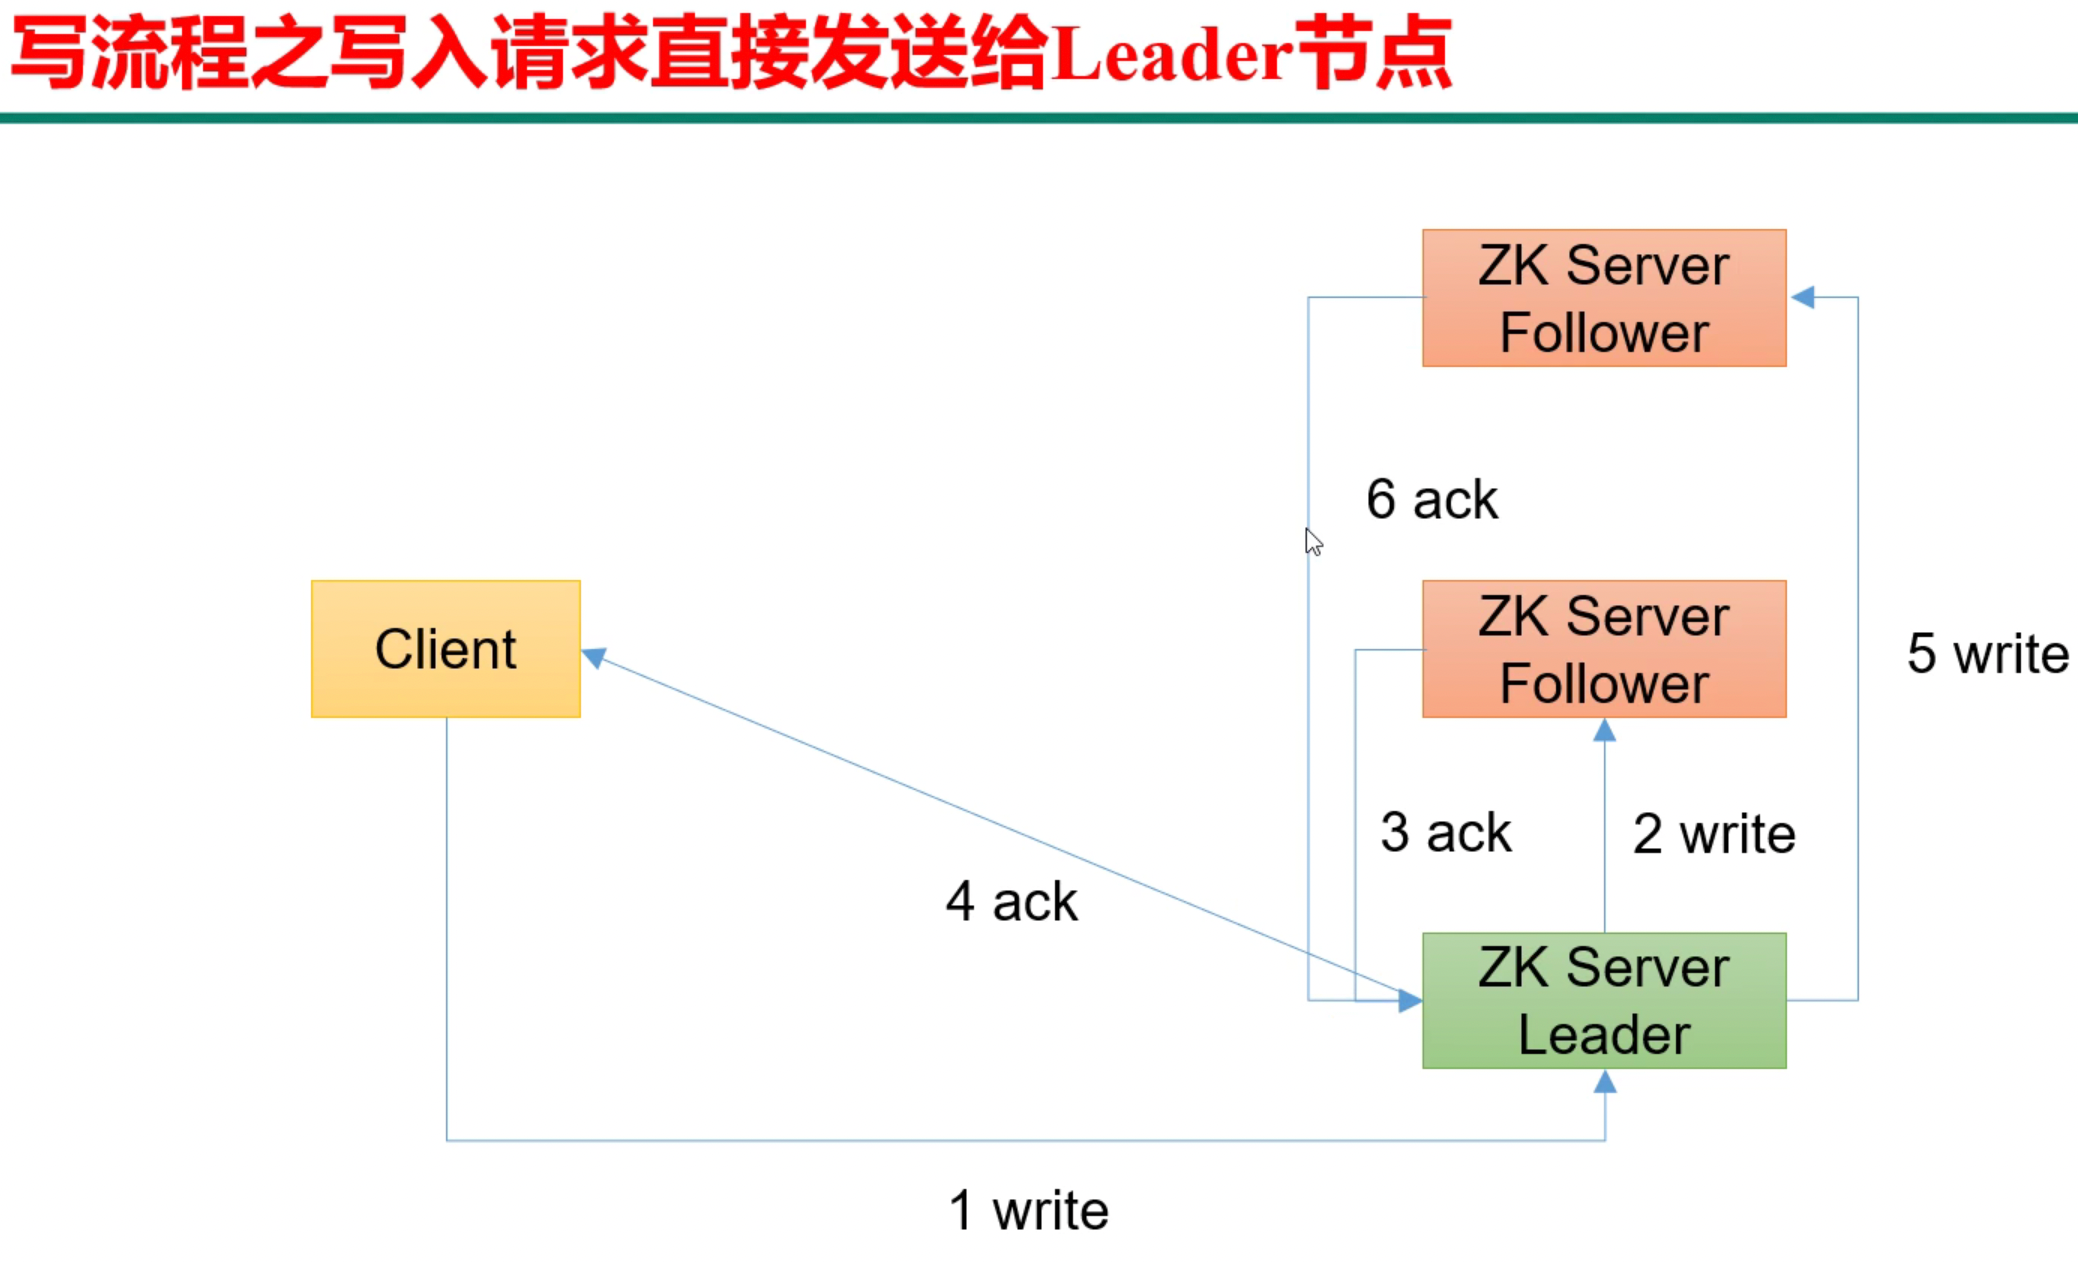 写流程之写入请求直接发送给Leader节点
ZK Server
Follower
6 ack
Client
ZK Server
Follower
5 write
3 ack
2 write
4 ack
ZK Server
Leader
1 write